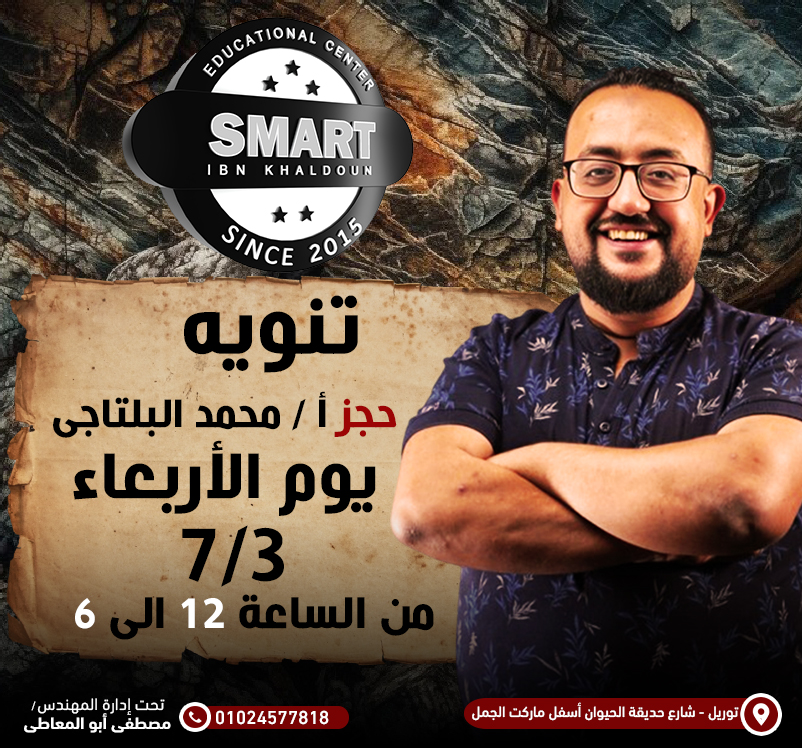 EDUCATIONAL CENTER
SMART
IBN KHALDOUN
SINCE 2015
تنويه
حجز أ / محمد البلتاجى
يوم الأربعاء
7/3
من الساعة 12 الى 6
توريل - شارع حديقة الحيوان أسفل ماركت الجمل
01024577818
تحت إدارة المهندس/
مصطفى أبو المعاطى